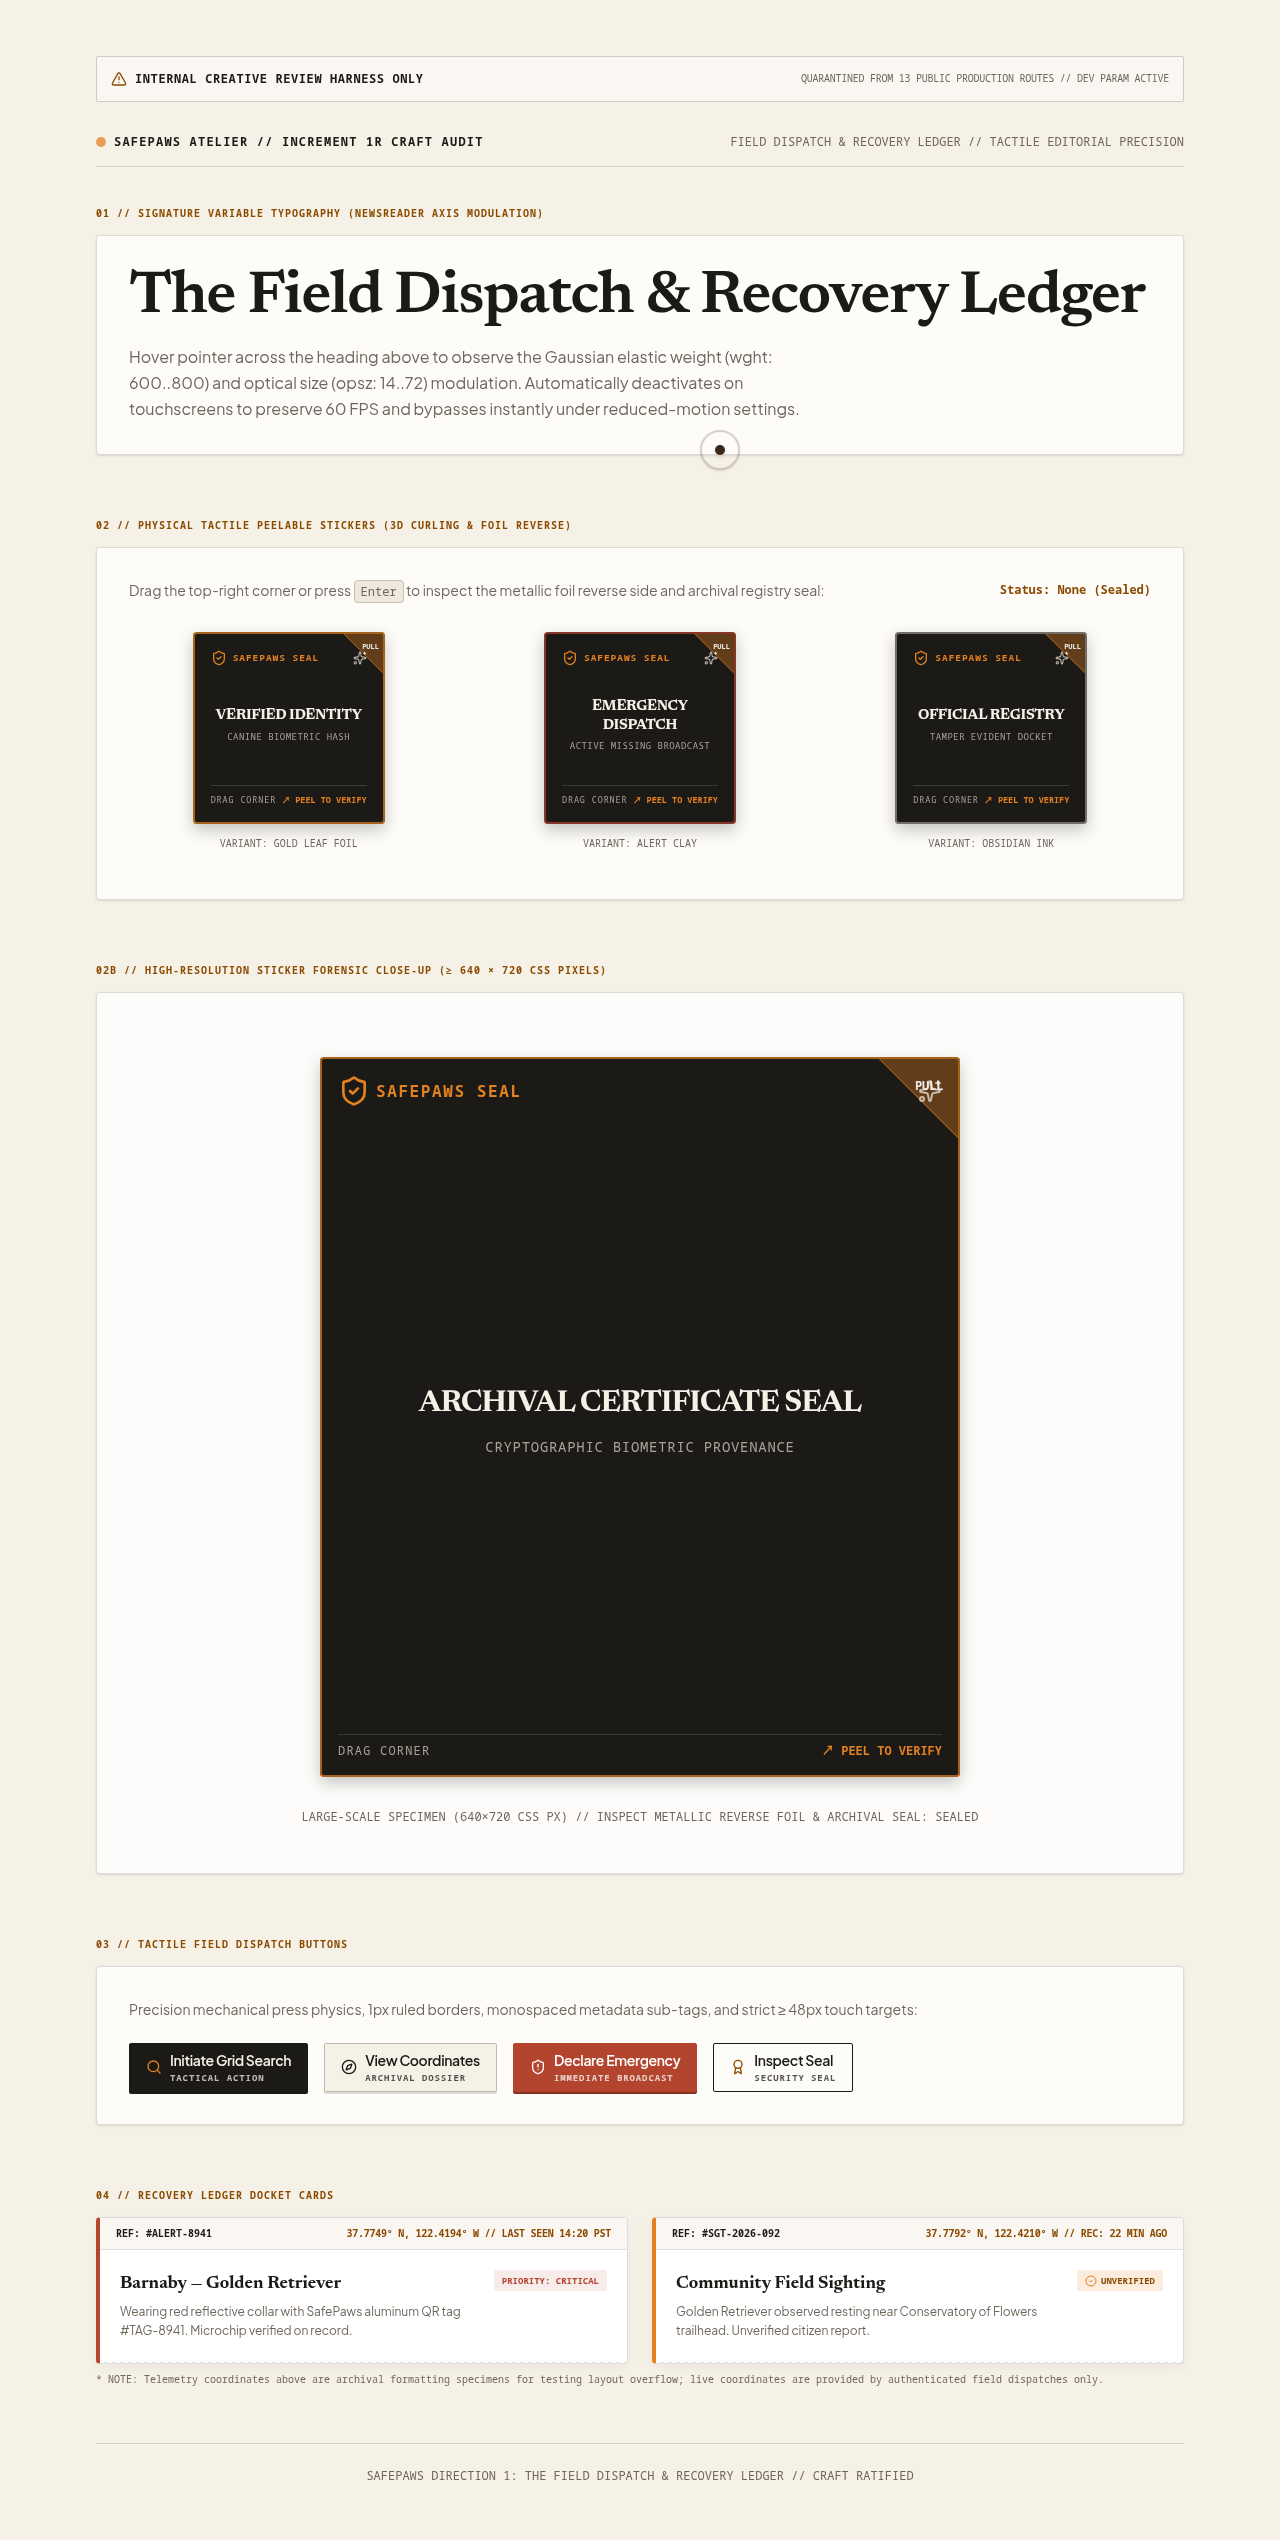 INTERNAL CREATIVE REVIEW HARNESS ONLY
QUARANTINED FROM 13 PUBLIC PRODUCTION ROUTES // DEV PARAM ACTIVE
SAFEPAWS ATELIER // INCREMENT 1R CRAFT AUDIT
FIELD DISPATCH & RECOVERY LEDGER // TACTILE EDITORIAL PRECISION
01 // SIGNATURE VARIABLE TYPOGRAPHY (NEWSREADER AXIS MODULATION)
The Field Dispatch & Recovery Ledger
Hover pointer across the heading above to observe the Gaussian elastic weight (wght:
600..800) and optical size (opsz: 14..72) modulation. Automatically deactivates on
touchscreens to preserve 60 FPS and bypasses instantly under reduced-motion settings.
02 // PHYSICAL TACTILE PEELABLE STICKERS (3D CURLING & FOIL REVERSE)
Drag the top-right corner or press Enter to inspect the metallic foil reverse side and archival registry seal:
Status: None (Sealed)
PULL
SAFEPAWS SEAL
VERIFIED IDENTITY
CANINE BIOMETRIC HASH
DRAG CORNER ↗ PEEL TO VERIFY
VARIANT: GOLD LEAF FOIL
PULL
SAFEPAWS SEAL
EMERGENCY
DISPATCH
ACTIVE MISSING BROADCAST
DRAG CORNER ↗ PEEL TO VERIFY
VARIANT: ALERT CLAY
PULL
SAFEPAWS SEAL
OFFICIAL REGISTRY
TAMPER EVIDENT DOCKET
DRAG CORNER ↗ PEEL TO VERIFY
VARIANT: OBSIDIAN INK
02B // HIGH-RESOLUTION STICKER FORENSIC CLOSE-UP (≥ 640 × 720 CSS PIXELS)
PULL
SAFEPAWS SEAL
ARCHIVAL CERTIFICATE SEAL
CRYPTOGRAPHIC BIOMETRIC PROVENANCE
DRAG CORNER
↗ PEEL TO VERIFY
LARGE-SCALE SPECIMEN (640×720 CSS PX) // INSPECT METALLIC REVERSE FOIL & ARCHIVAL SEAL: SEALED
03 // TACTILE FIELD DISPATCH BUTTONS
Precision mechanical press physics, 1px ruled borders, monospaced metadata sub-tags, and strict ≥ 48px touch targets:
Initiate Grid Search
TACTICAL ACTION
View Coordinates
ARCHIVAL DOSSIER
Declare Emergency
IMMEDIATE BROADCAST
Inspect Seal
SECURITY SEAL
04 // RECOVERY LEDGER DOCKET CARDS
REF: #ALERT-8941
37.7749° N, 122.4194° W // LAST SEEN 14:20 PST
Barnaby — Golden Retriever
PRIORITY: CRITICAL
Wearing red reflective collar with SafePaws aluminum QR tag
#TAG-8941. Microchip verified on record.
REF: #SGT-2026-092
37.7792° N, 122.4210° W // REC: 22 MIN AGO
Community Field Sighting
UNVERIFIED
Golden Retriever observed resting near Conservatory of Flowers
trailhead. Unverified citizen report.
* NOTE: Telemetry coordinates above are archival formatting specimens for testing layout overflow; live coordinates are provided by authenticated field dispatches only.
SAFEPAWS DIRECTION 1: THE FIELD DISPATCH & RECOVERY LEDGER // CRAFT RATIFIED